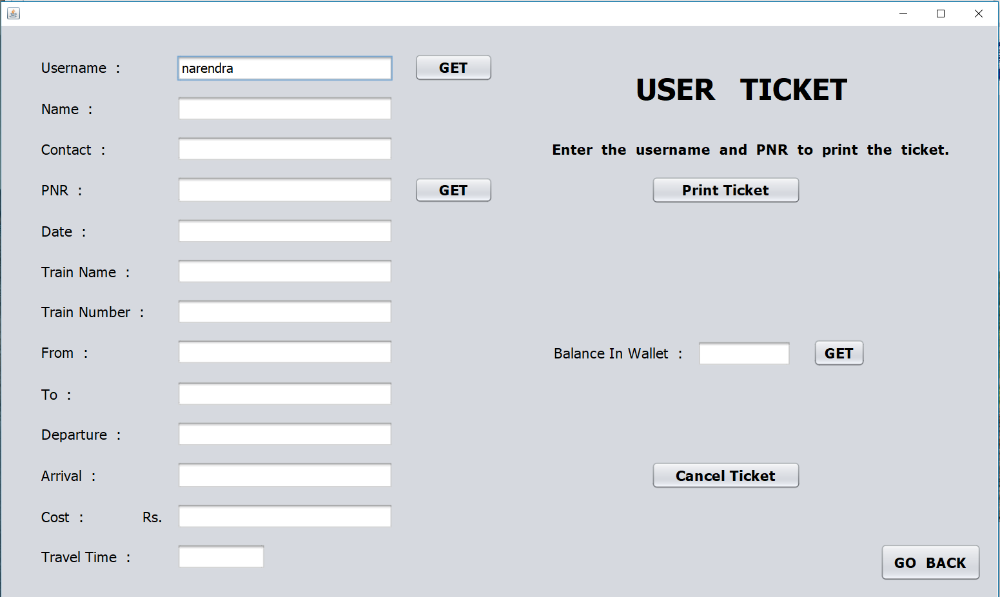 Username : narendra GET
USER TICKET
Name :
Contact :
Enter the username and PNR to print the ticket.
PNR : GET
Print Ticket
Date :
Train Name :
Train Number :
From :
Balance In Wallet : GET
To :
Departure :
Arrival :
Cancel Ticket
Cost : Rs.
Travel Time :
GO BACK